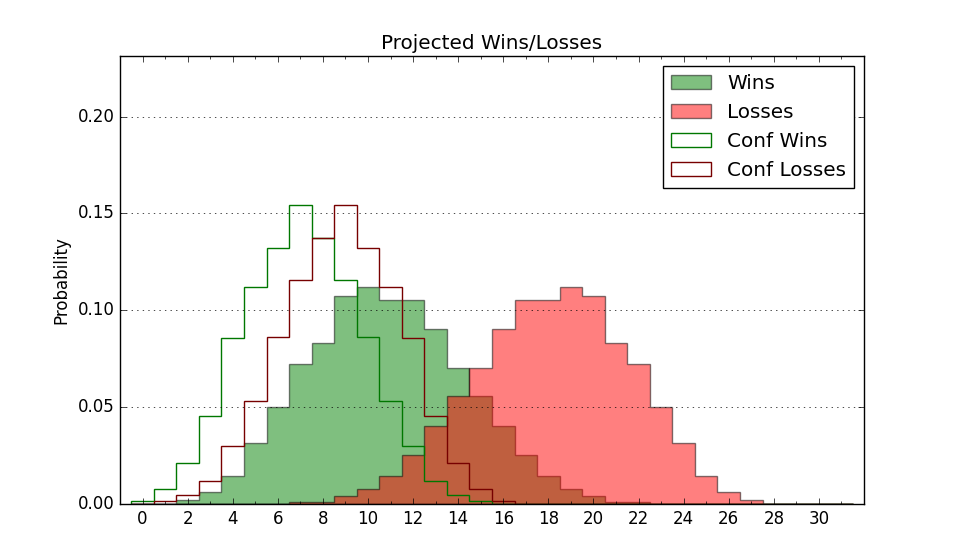 Projected Wins/Losses
Wins
Losses
Conf Wins
Conf Losses
Probability
0.20
0.15
0.10
0.05
0.00
0 2 4 6 8 10 12 14 16 18 20 22 24 26 28 30